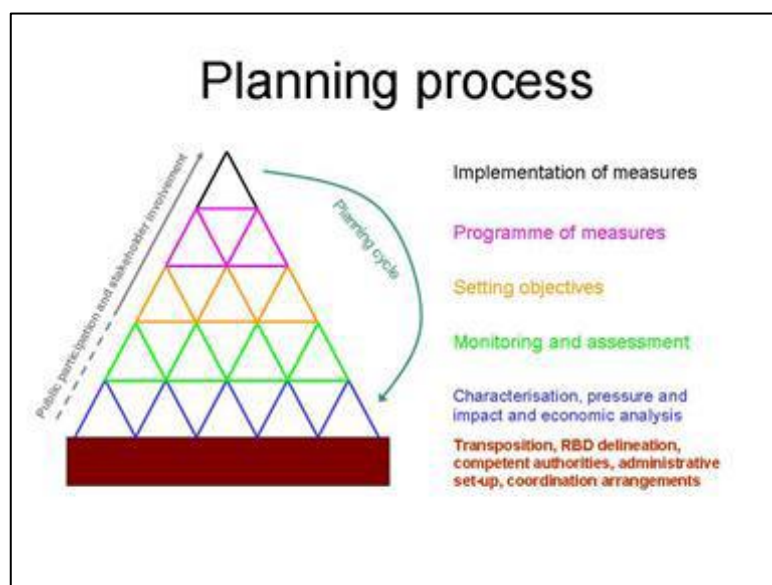 Planning process
Public participation and stakeholder involvement
Planning cycle
Implementation of measures
Programme of measures
Setting objectives
Monitoring and assessment
Characterisation, pressure and
impact and economic analysis
Transposition, RBD delineation,
competent authorities, administrative
set-up, coordination arrangements